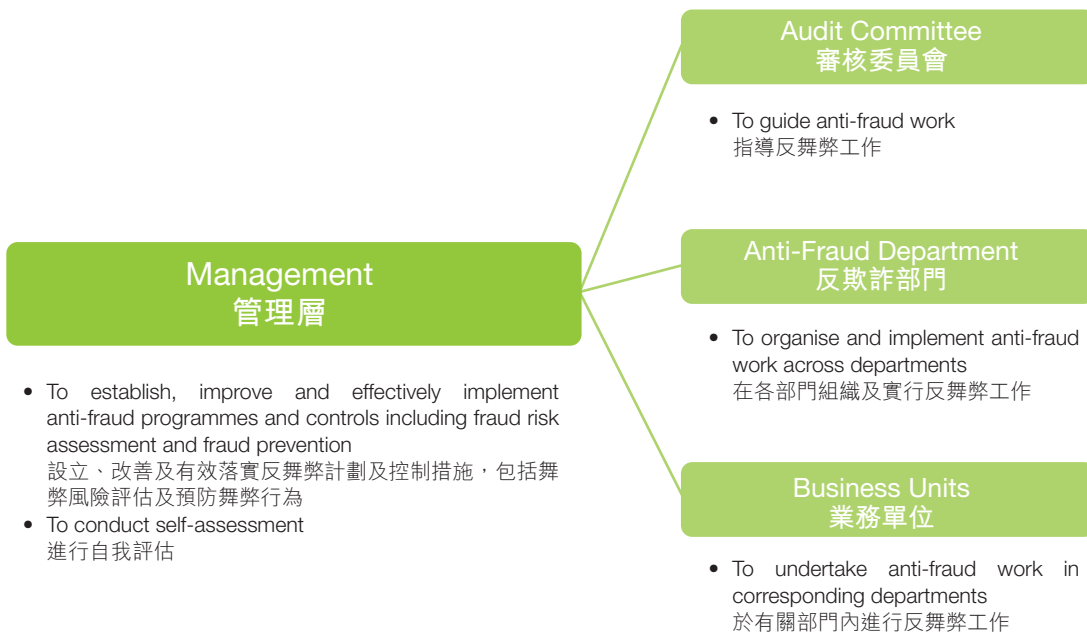 Audit Committee
審核委員會
• To guide anti-fraud work
指導反舞弊工作
Management
管理層
• To establish, improve and effectively implement
anti-fraud programmes and controls including fraud risk
assessment and fraud prevention
設立、改善及有效落實反舞弊計劃及控制措施，包括舞
弊風險評估及預防舞弊行為
• To conduct self-assessment
進行自我評估
Anti-Fraud Department
反欺詐部門
• To organise and implement anti-fraud
work across departments
在各部門組織及實行反舞弊工作
Business Units
業務單位
• To undertake anti-fraud work in
corresponding departments
於有關部門內進行反舞弊工作